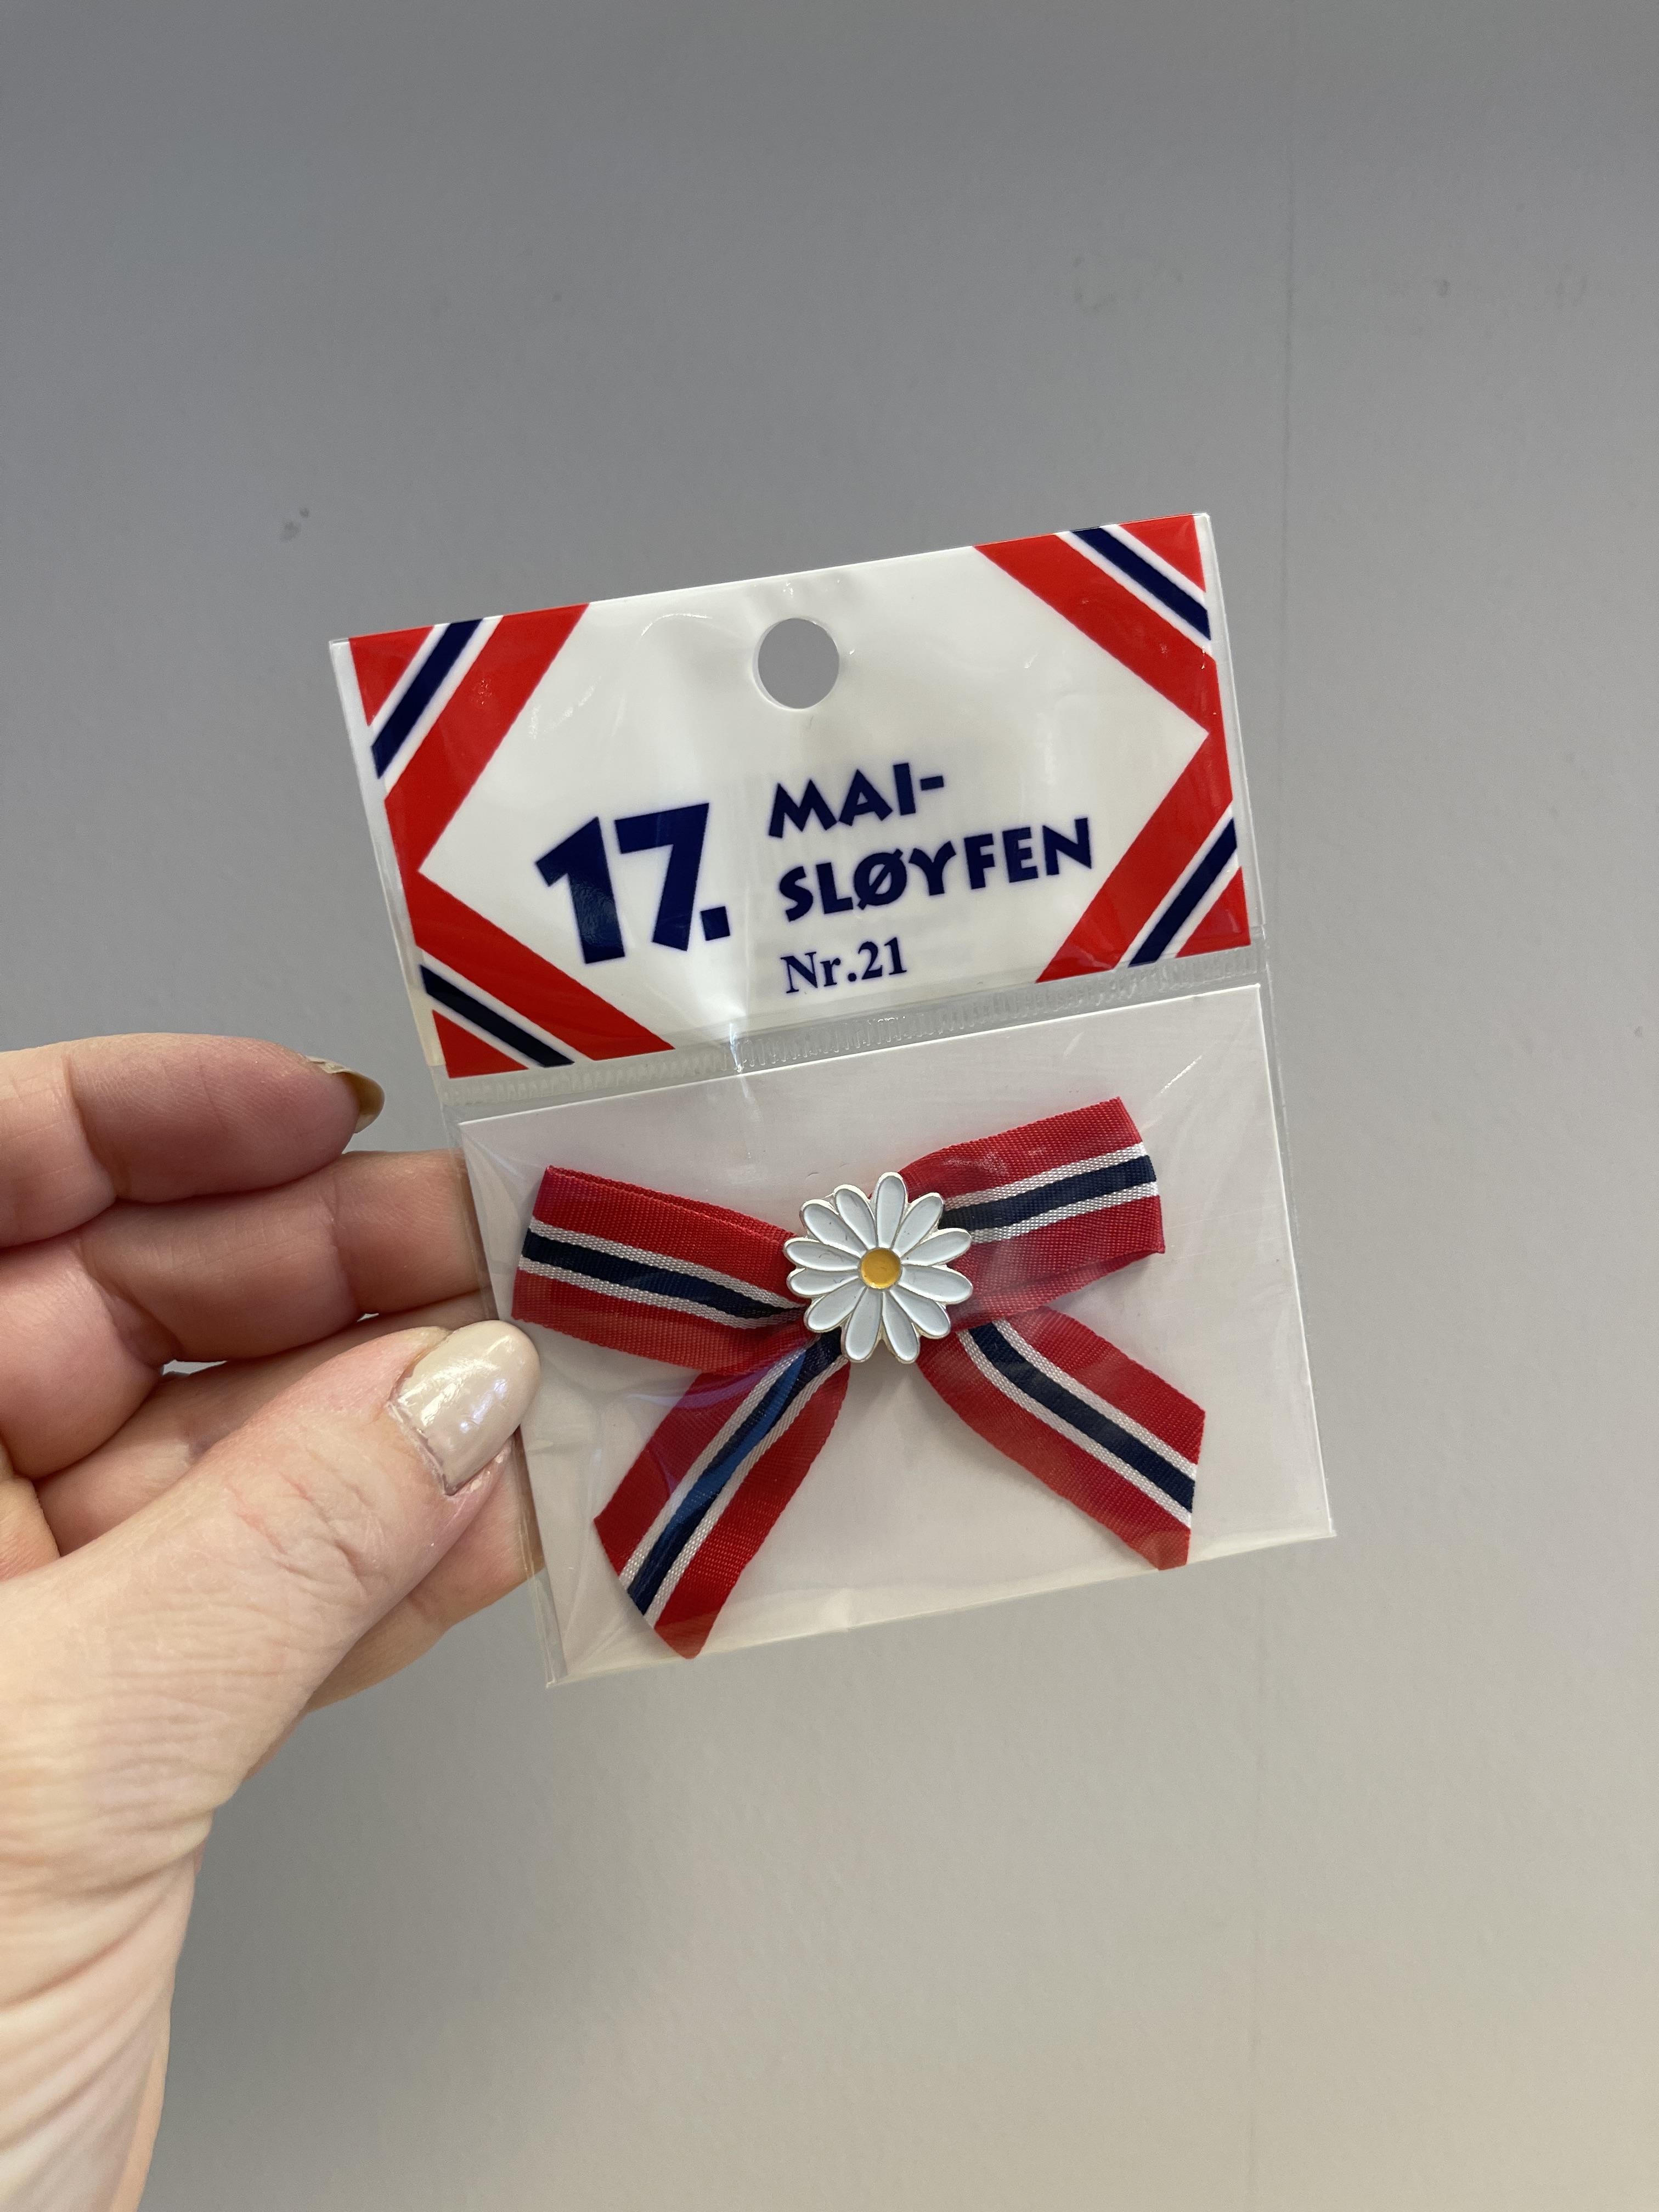 17. MAI-
SLØYFEN
Nr.21